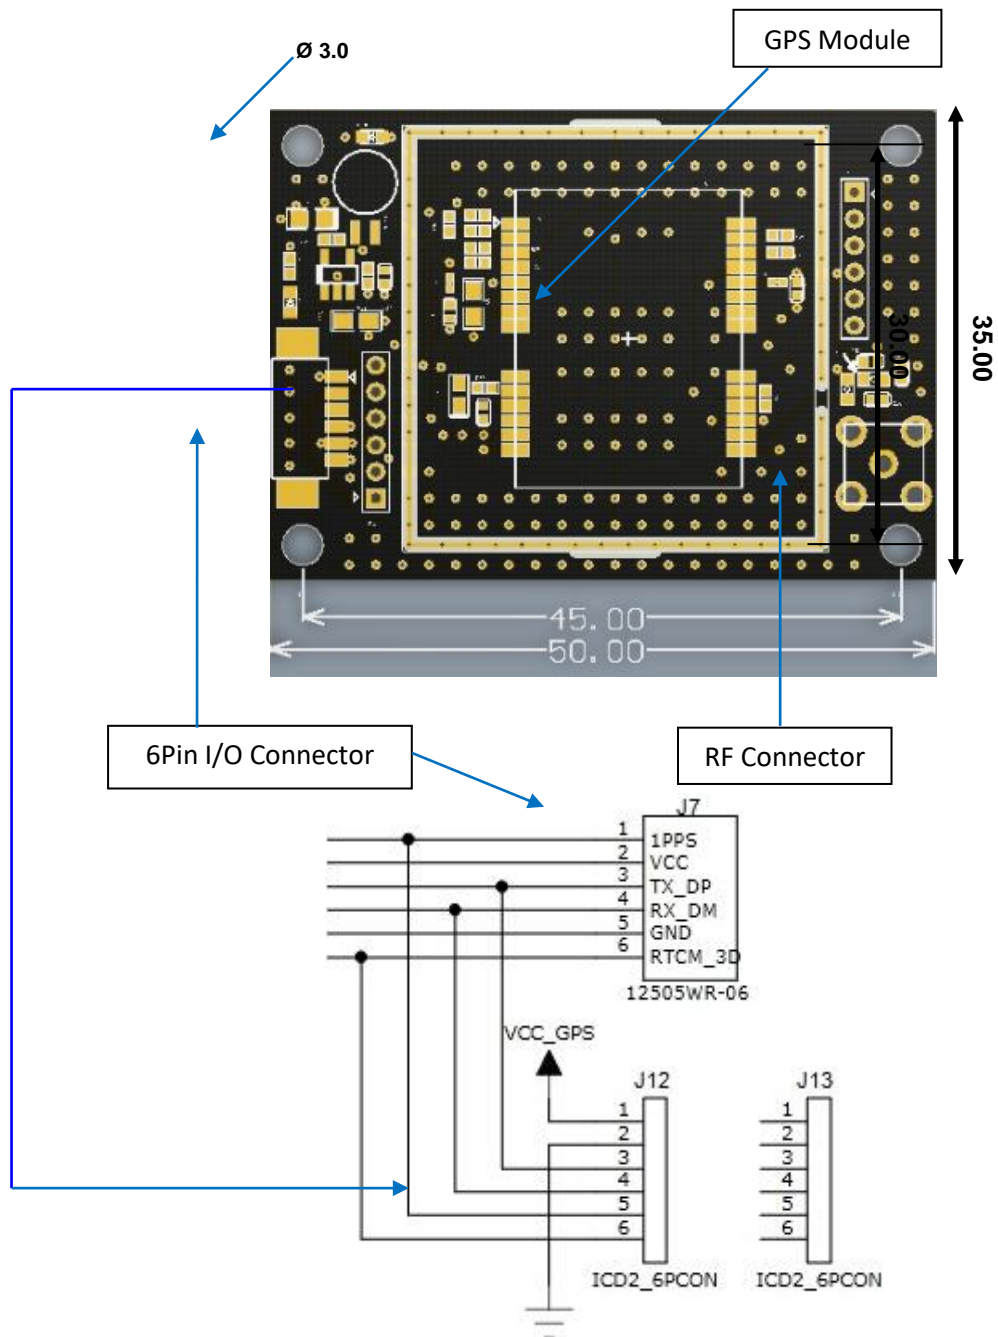 Ø 3.0
GPS Module
30.00
35.00
45.00
50.00
6Pin I/O Connector
RF Connector
J7
1 1PPS
2 VCC
3 TX_DP
4 RX_DM
5 GND
6 RTCM_3D
12505WR-06
VCC_GPS
J12
J13
1
2
3
4
5
6
1
2
3
4
5
6
ICD2_6PCON
ICD2_6PCON